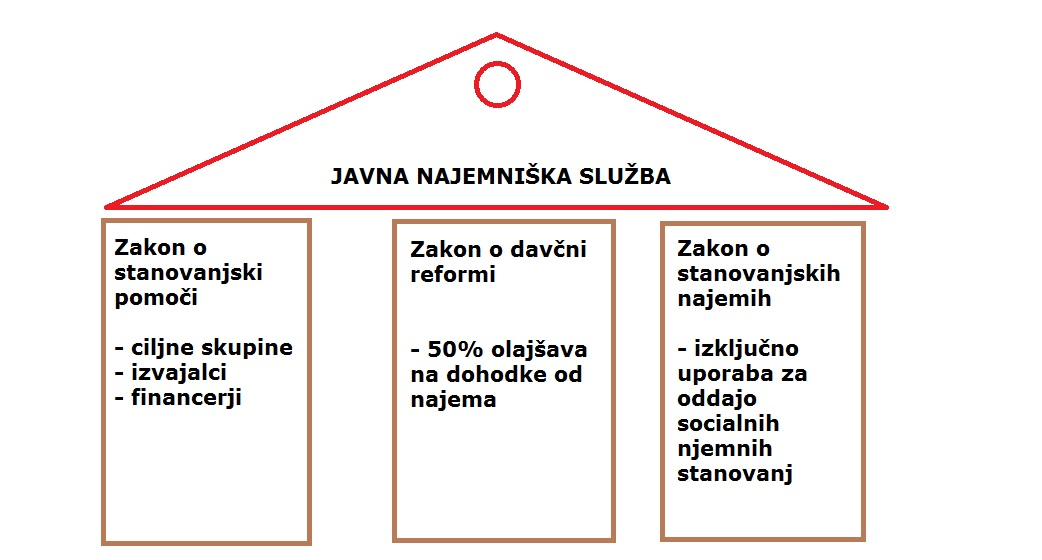 JAVNA NAJEMNIŠKA SLUŽBA
Zakon o
stanovanjski
pomoči
- ciljne skupine
- izvajalci
- financerji
Zakon o davčni
reformi
- 50% olajšava
na dohodke od
najema
Zakon o
stanovanjskih
najemih
- izključno
uporaba za
oddajo
socialnih
njemnih
stanovanj